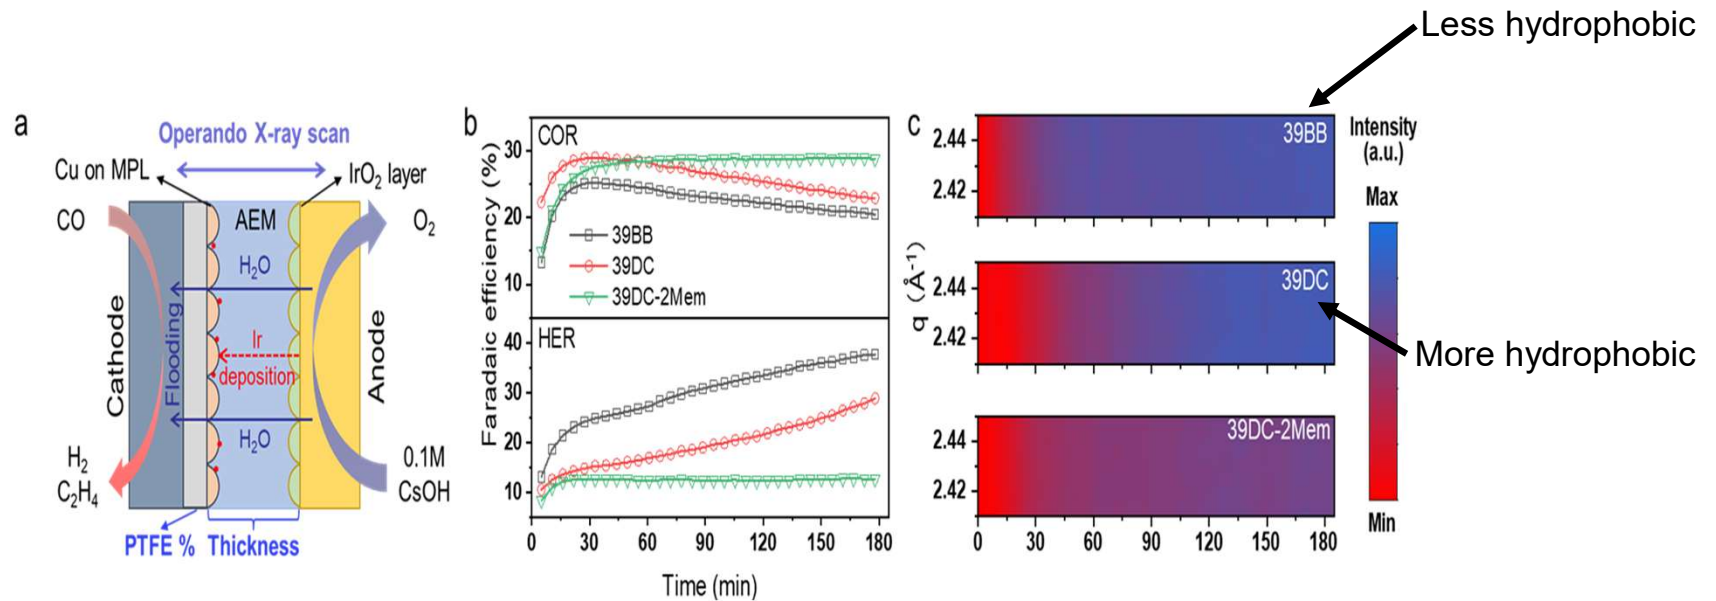 Less hydrophobic
a
Operando X-ray scan
Cu on MPL
IrO₂ layer
CO
AEM
O₂
H₂O
Cathode
Flooding
Ir
deposition
Anode
H₂O
H₂
C₂H₄
0.1M
CsOH
PTFE %
Thickness
b
COR
Faradaic efficiency (%)
30
20
10
39BB
39DC
39DC-2Mem
HER
40
30
20
10
0 30 60 90 120 150 180
Time (min)
c
q (Å⁻¹)
2.44
2.42
39BB
2.44
2.42
39DC
2.44
2.42
39DC-2Mem
0 30 60 90 120 150 180
Intensity
(a.u.)
Max
Min
More hydrophobic